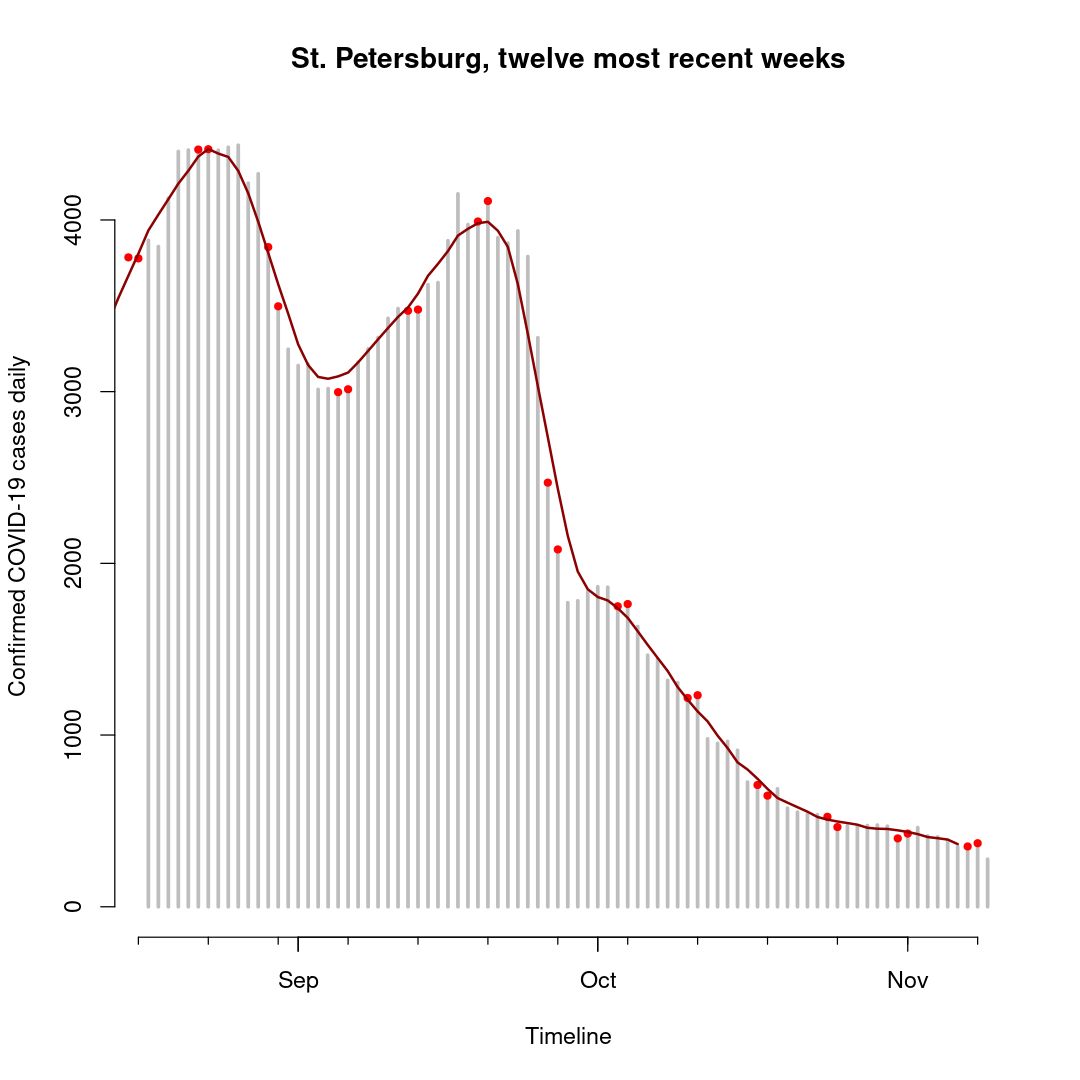 St. Petersburg, twelve most recent weeks
Confirmed COVID-19 cases daily
4000
3000
2000
1000
0
Sep Oct Nov
Timeline